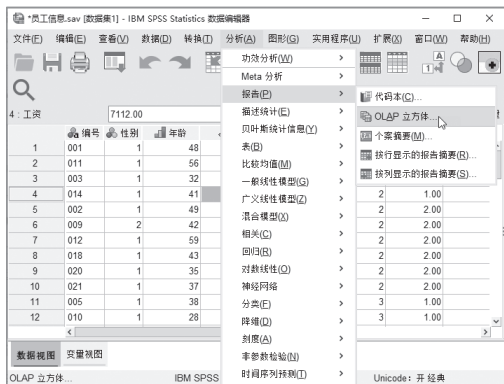 *员工信息.sav [数据集1] - IBM SPSS Statistics 数据编辑器
文件(F) 编辑(E) 查看(V) 数据(D) 转换(T) 分析(A) 图形(G) 实用程序(U) 扩展(X) 窗口(W) 帮助(H)
功效分析(W)
Meta 分析
报告(P)
描述统计(E)
贝叶斯统计信息(Y)
表(B)
比较均值(M)
一般线性模型(G)
广义线性模型(Z)
混合模型(X)
相关(C)
回归(R)
对数线性(O)
神经网络
分类(F)
降维(D)
刻度(A)
非参数检验(N)
时间序列预测(T)
代码本(C)...
OLAP 立方体...
个案摘要(M)...
按行显示的报告摘要(R)...
按列显示的报告摘要(S)...
4 : 工资 7112.00
编号 性别 年龄
1 001 1 48
2 011 1 56
3 003 1 32
4 014 1 41 2 1.00
5 002 1 49 2 2.00
6 009 2 42 2 2.00
7 012 1 59 2 2.00
8 018 1 43 2 2.00
9 020 1 35 2 2.00
10 021 1 37 2 2.00
11 005 1 38 3 1.00
12 010 1 28 3 1.00
数据视图 变量视图
OLAP 立方体... IBM SPSS Unicode：开 经典